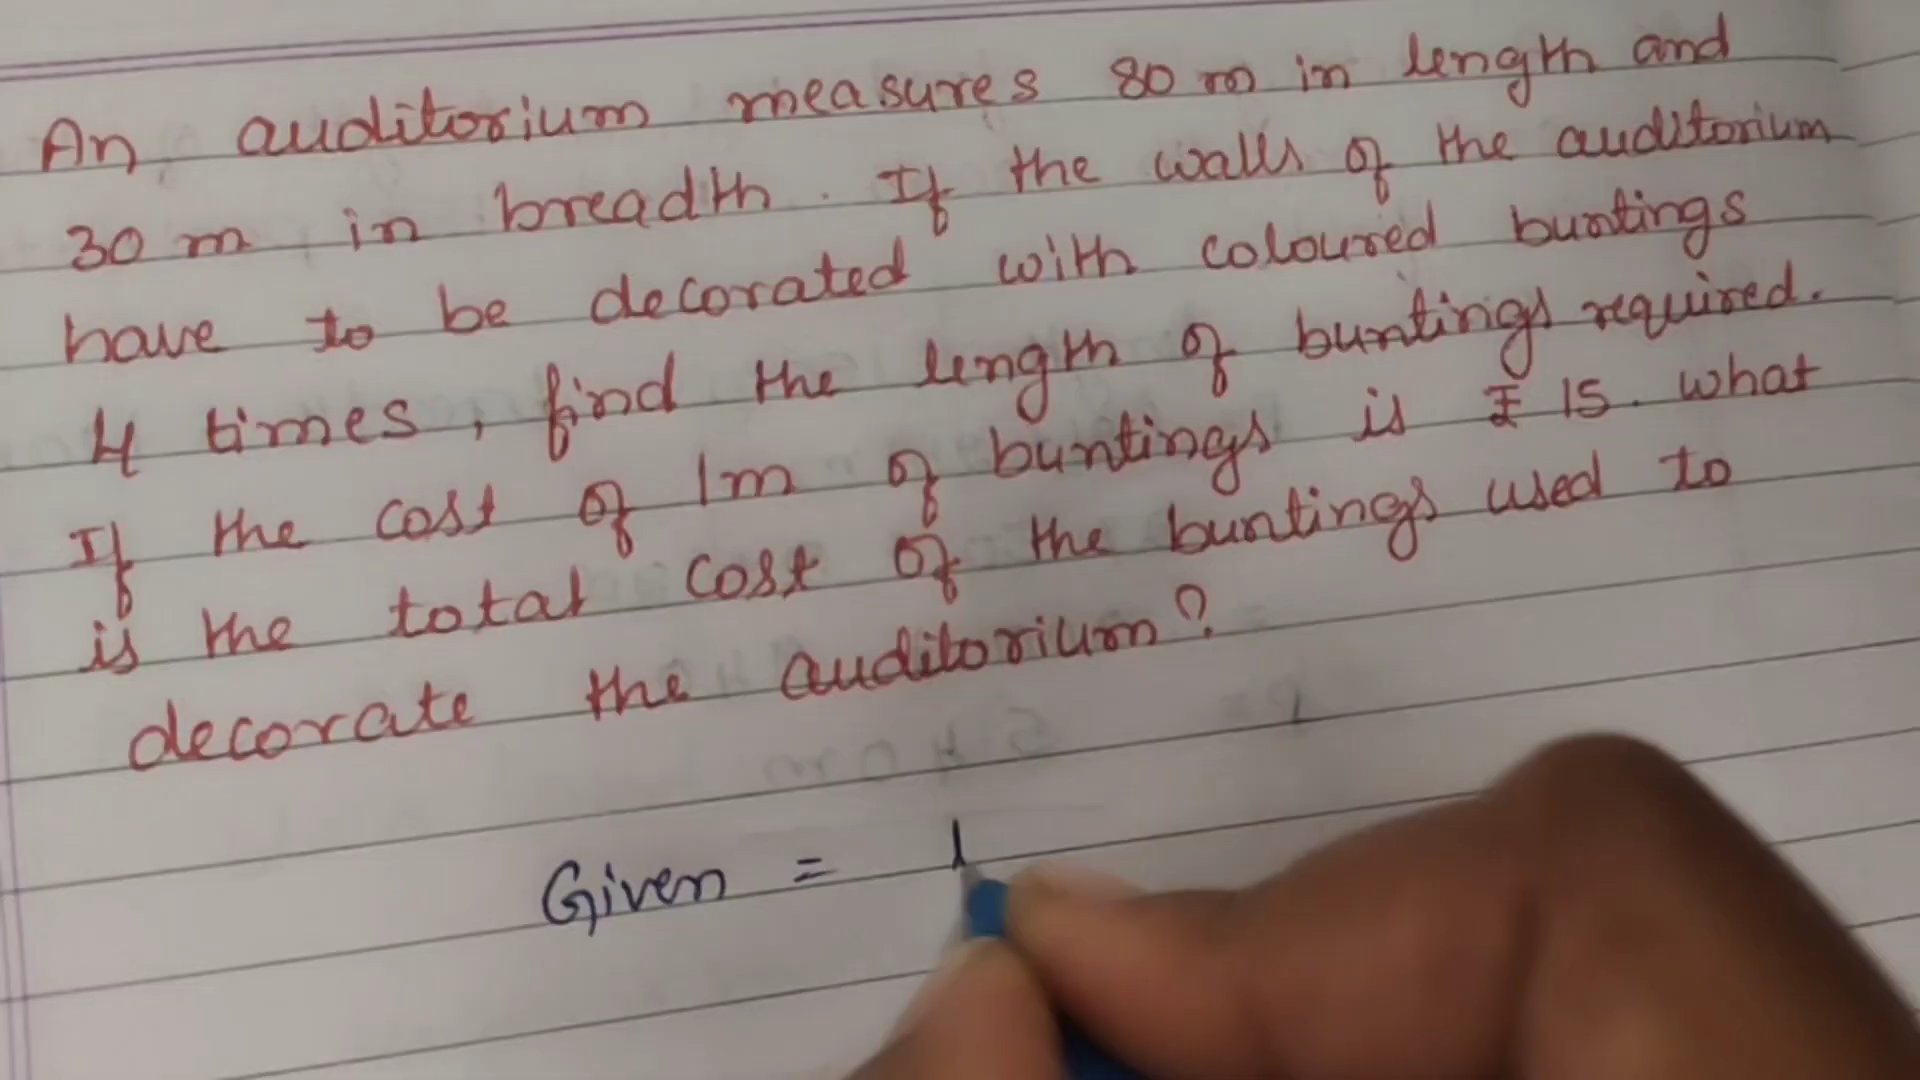 An auditorium measures 80 m in length and
30 m in breadth. If the walls of the auditorium
have to be decorated with coloured buntings
4 times, find the length of buntings required.
If the cost of 1m of buntings is ₹ 15. what
is the total cost of the buntings used to
decorate the auditorium?
Given = l